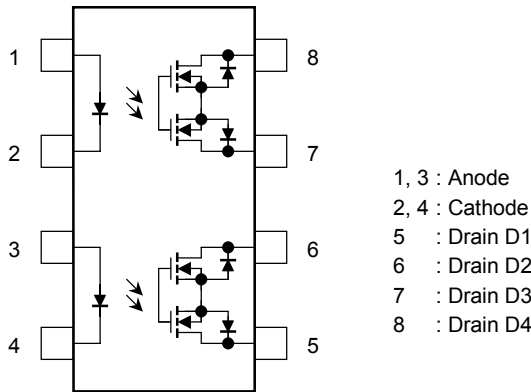 1
2
3
4
8
7
6
5
1, 3 : Anode
2, 4 : Cathode
5 : Drain D1
6 : Drain D2
7 : Drain D3
8 : Drain D4